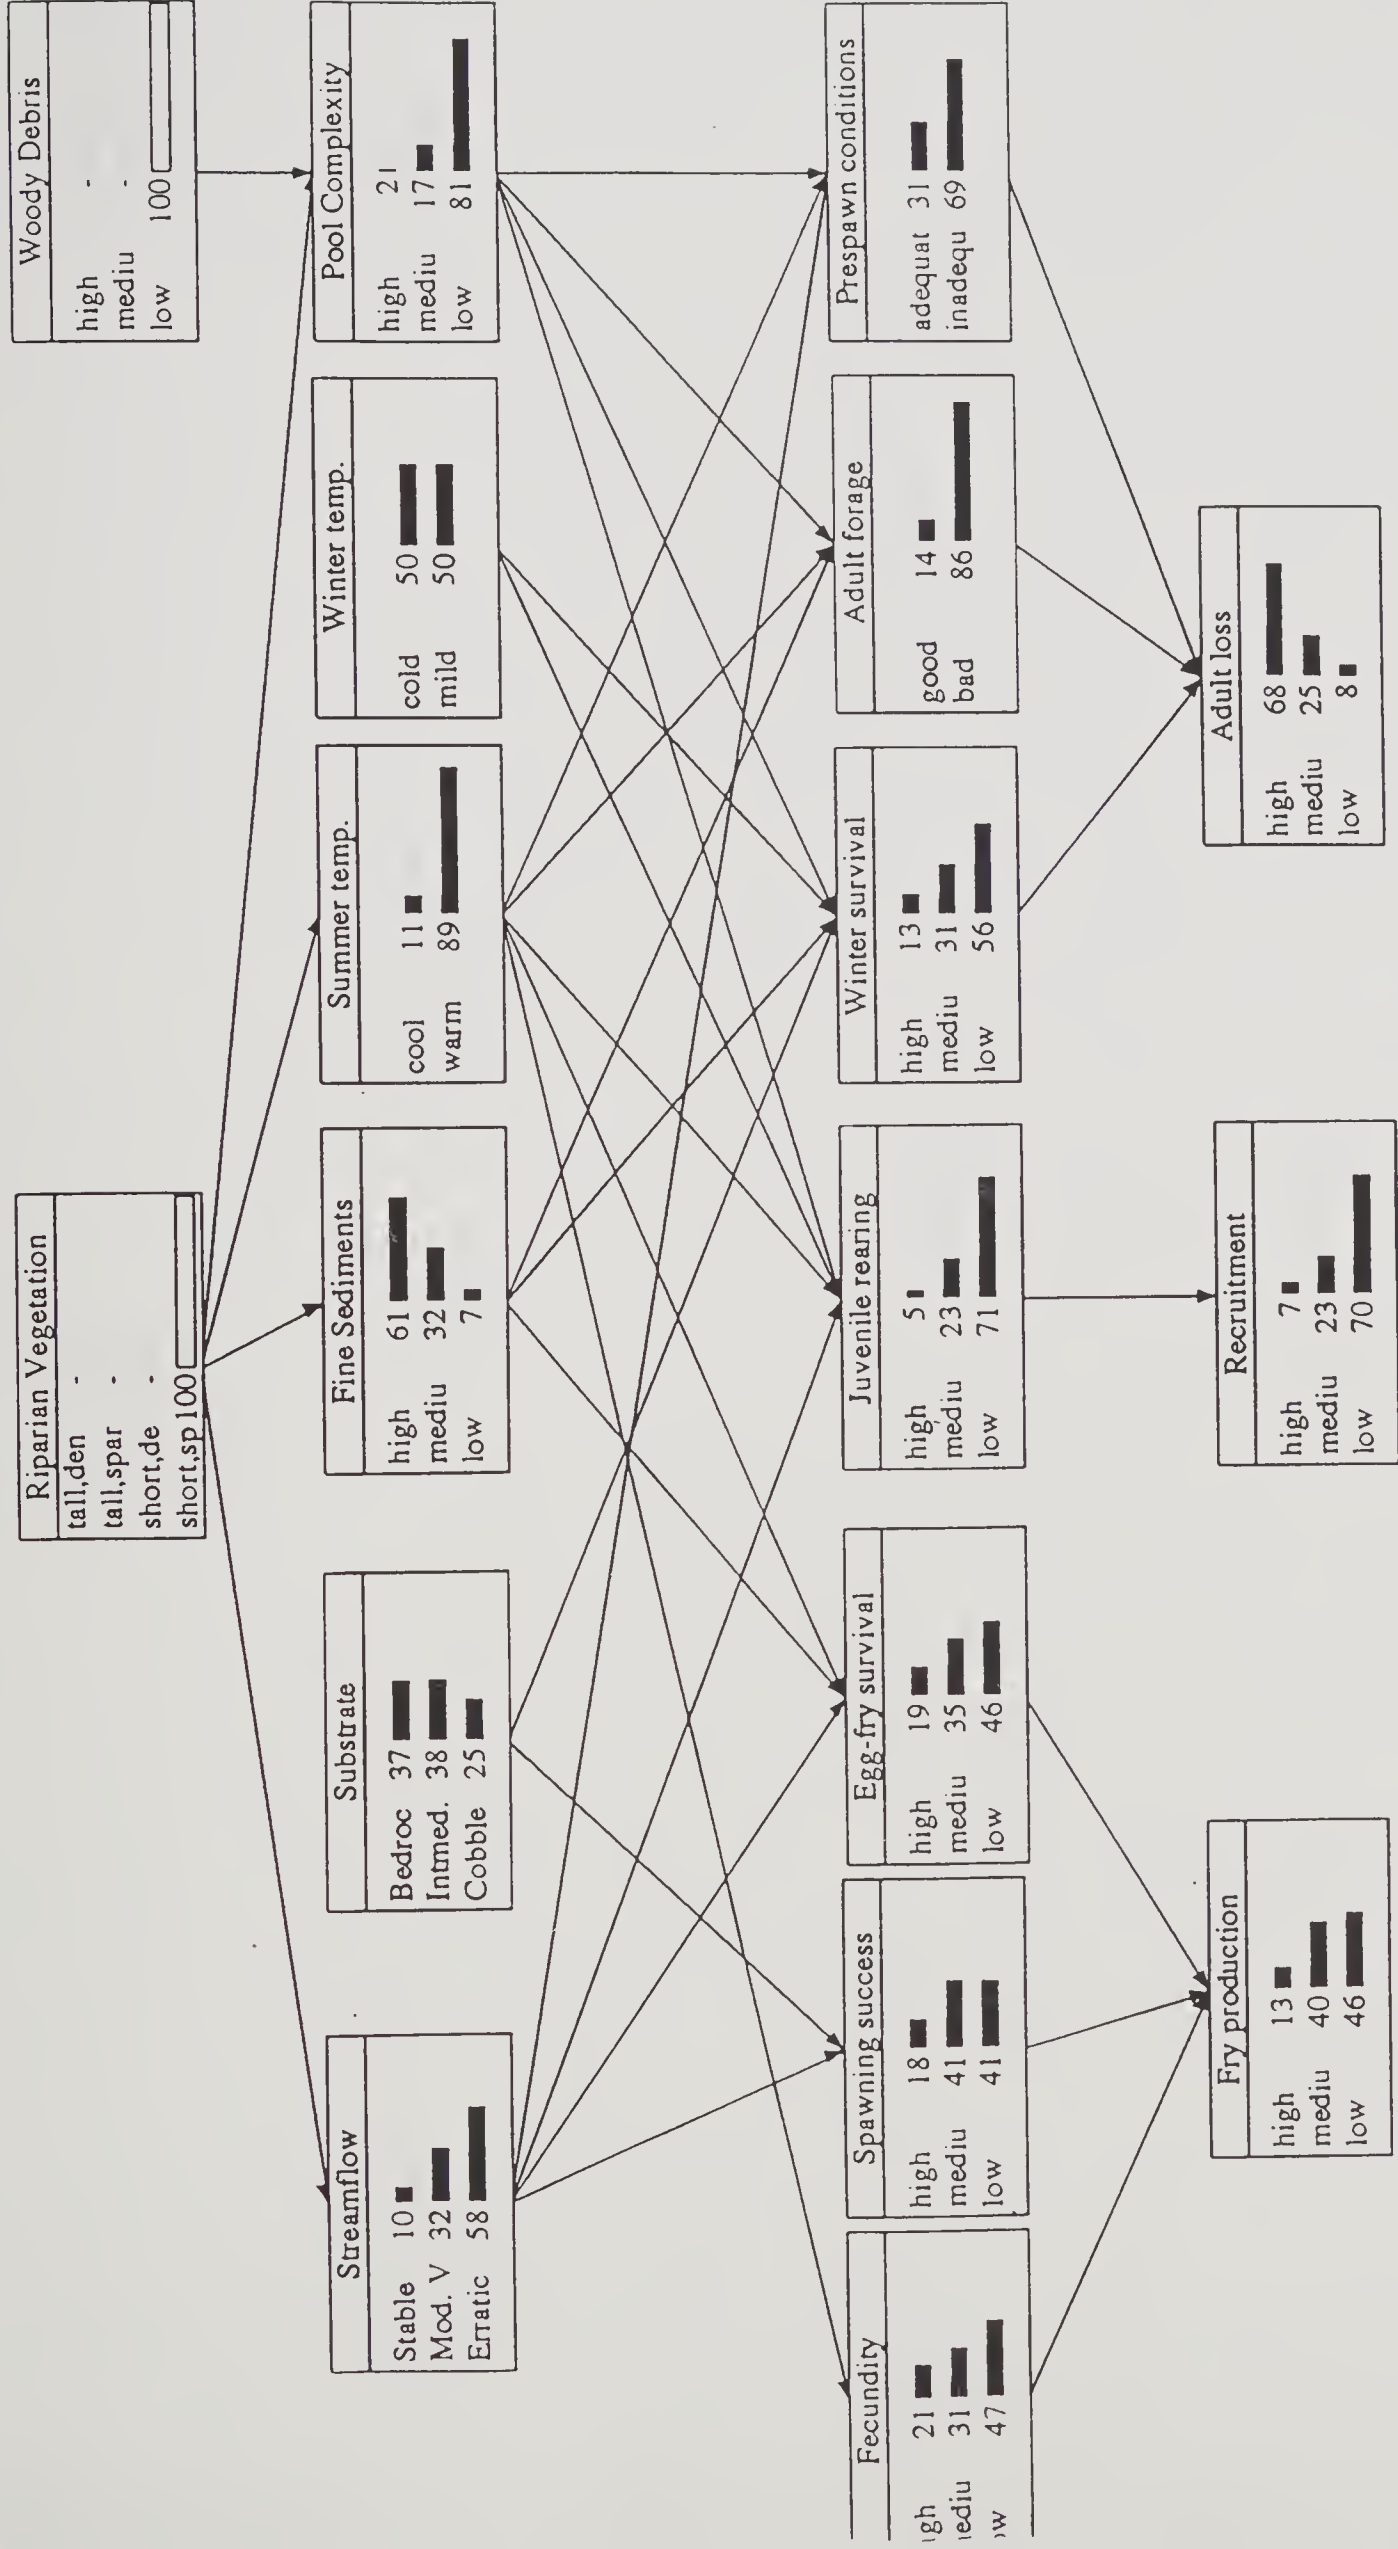 Riparian Vegetation
tall,den -
tall,spar -
short,de -
short,sp 100
Woody Debris
high -
mediu -
low 100
Streamflow
Stable 10
Mod. V 32
Erratic 58
Substrate
Bedroc 37
Intmed. 38
Cobble 25
Fine Sediments
high 61
mediu 32
low 7
Summer temp.
cool 11
warm 89
Winter temp.
cold 50
mild 50
Pool Complexity
high 2
mediu 17
low 81
Fecundity
igh 21
iediu 31
ow 47
Spawning success
high 18
mediu 41
low 41
Egg-fry survival
high 19
mediu 35
low 46
Juvenile rearing
high 5
mediu 23
low 71
Winter survival
high 13
mediu 31
low 56
Adult forage
good 14
bad 86
Prespawn conditions
adequat 31
inadequ 69
Fry production
high 13
mediu 40
low 46
Recruitment
high 7
mediu 23
low 70
Adult loss
high 68
mediu 25
low 8